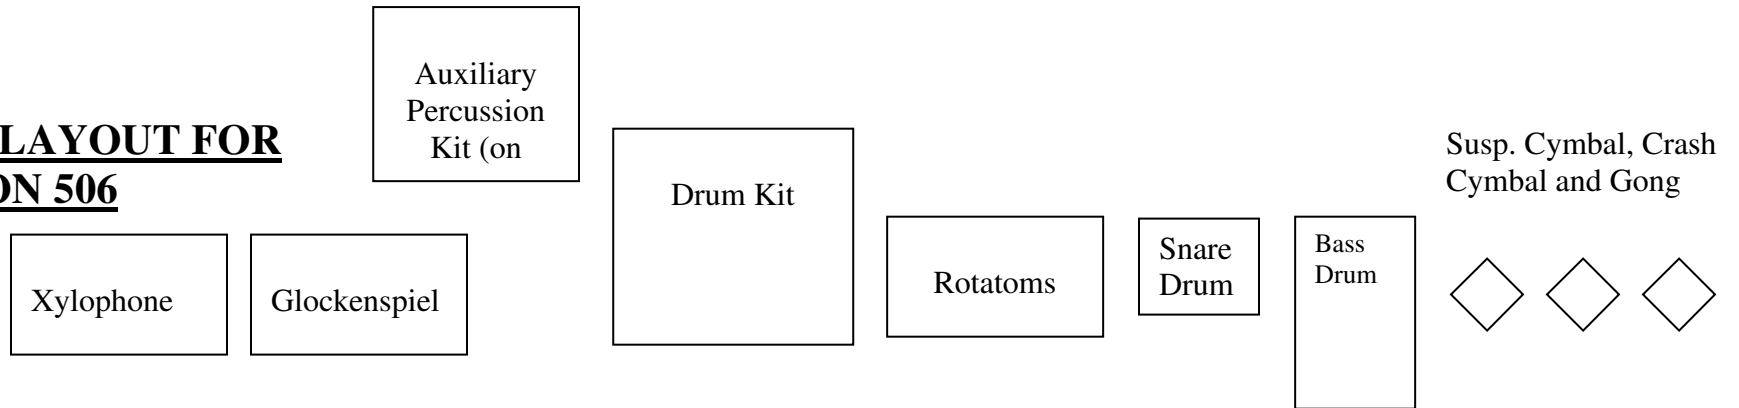 LAYOUT FOR
506
Auxiliary
Percussion
Kit (on
Drum Kit
Susp. Cymbal, Crash
Cymbal and Gong
Xylophone
Glockenspiel
Rotatoms
Snare
Drum
Bass
Drum